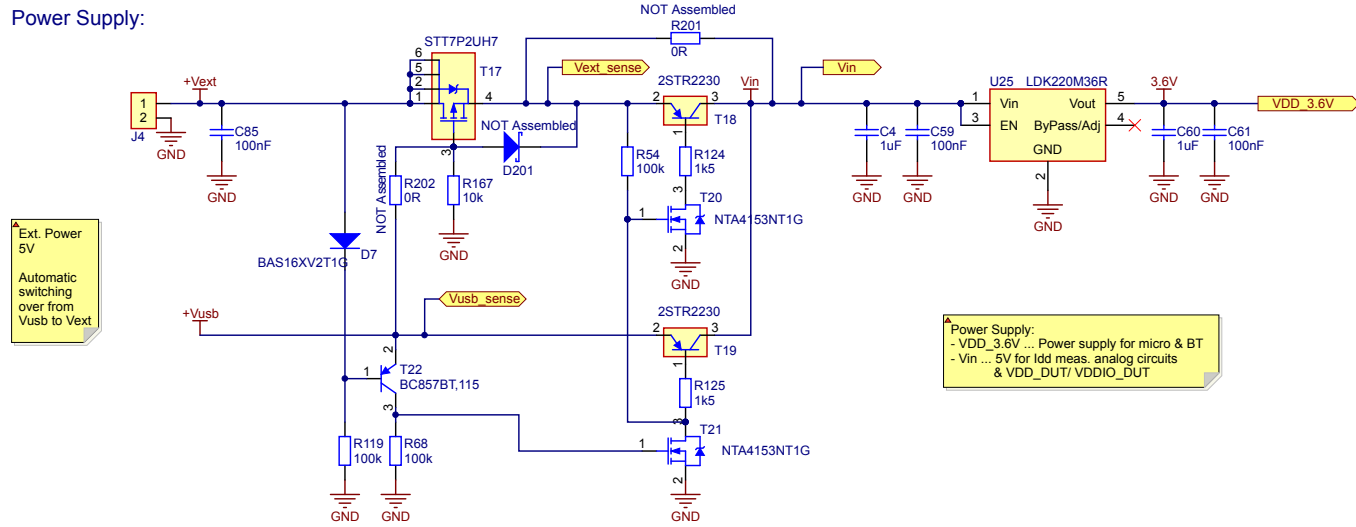 Power Supply:
NOT Assembled
R201
0R
STT7P2UH7
6
5
2
1
T17
4
3
+Vext
Vext_sense
2STR2230
2
3
T18
1
Vin
Vin
U25 LDK220M36R
1
Vin
Vout
5
3
EN
ByPass/Adj
4
GND
2
GND
3.6V
VDD_3.6V
1
2
J4
GND
C85
100nF
GND
NOT Assembled
D201
NOT Assembled
R202
0R
R167
10k
GND
R54
100k
R124
1k5
3
T20
1
NTA4153NT1G
2
GND
C4
1uF
GND
C59
100nF
GND
C60
1uF
GND
C61
100nF
GND
Ext. Power
5V
Automatic
switching
over from
Vusb to Vext
D7
BAS16XV2T1G
Vusb_sense
+Vusb
2STR2230
2
3
T19
1
Power Supply:
- VDD_3.6V ... Power supply for micro & BT
- Vin ... 5V for Idd meas. analog circuits
& VDD_DUT/ VDDIO_DUT
2
T22
1
BC857BT,115
3
R125
1k5
3
T21
1
NTA4153NT1G
2
GND
R119
100k
GND
R68
100k
GND